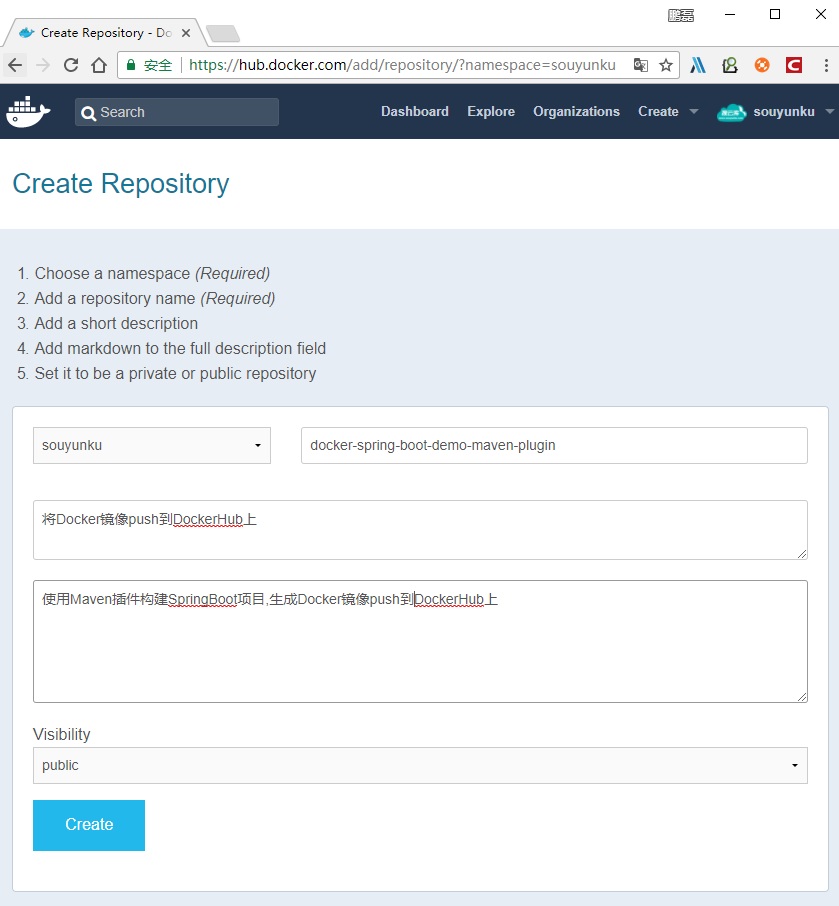 鹏磊
Create Repository - Do
安全 https://hub.docker.com/add/repository/?namespace=souyunku
Search Dashboard Explore Organizations Create souyunku
Create Repository
1. Choose a namespace (Required)
2. Add a repository name (Required)
3. Add a short description
4. Add markdown to the full description field
5. Set it to be a private or public repository
souyunku docker-spring-boot-demo-maven-plugin
将Docker镜像push到DockerHub上
使用Maven插件构建SpringBoot项目,生成Docker镜像push到DockerHub上
Visibility
public
Create